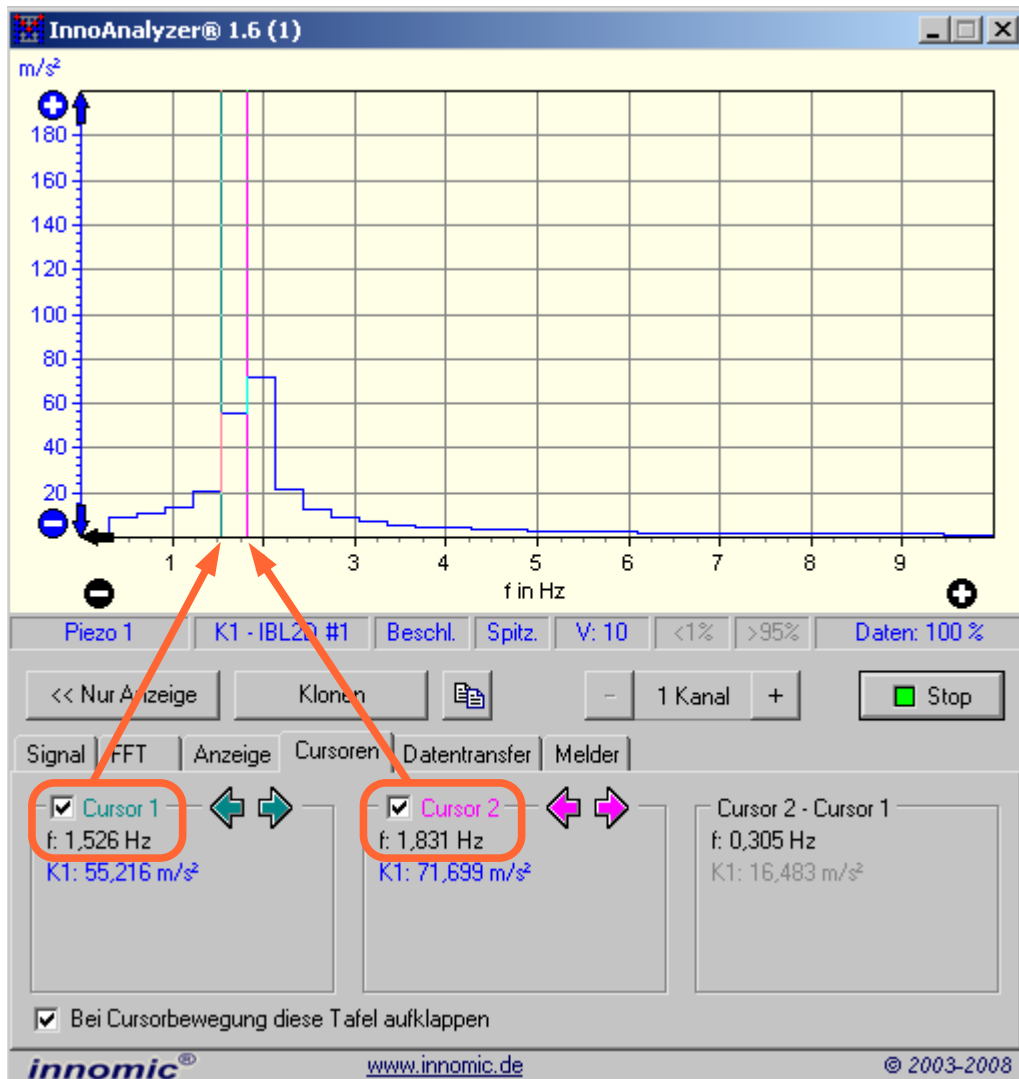 InnoAnalyzer® 1.6 (1)
m/s²
180
160
140
120
100
80
60
40
20
1 3 4 5 6 7 8 9
f in Hz
Piezo 1 K1 - IBL2D #1 Beschl. Spitz. V: 10 <1% >95% Daten: 100 %
<< Nur Anzeige Klonen - 1 Kanal + Stop
Signal FFT Anzeige Cursoren Datentransfer Melder
Cursor 1 Cursor 2 Cursor 2 - Cursor 1
f: 1,526 Hz f: 1,831 Hz f: 0,305 Hz
K1: 55,216 m/s² K1: 71,699 m/s² K1: 16,483 m/s²
Bei Cursorbewegung diese Tafel aufklappen
innomic® www.innomic.de © 2003-2008